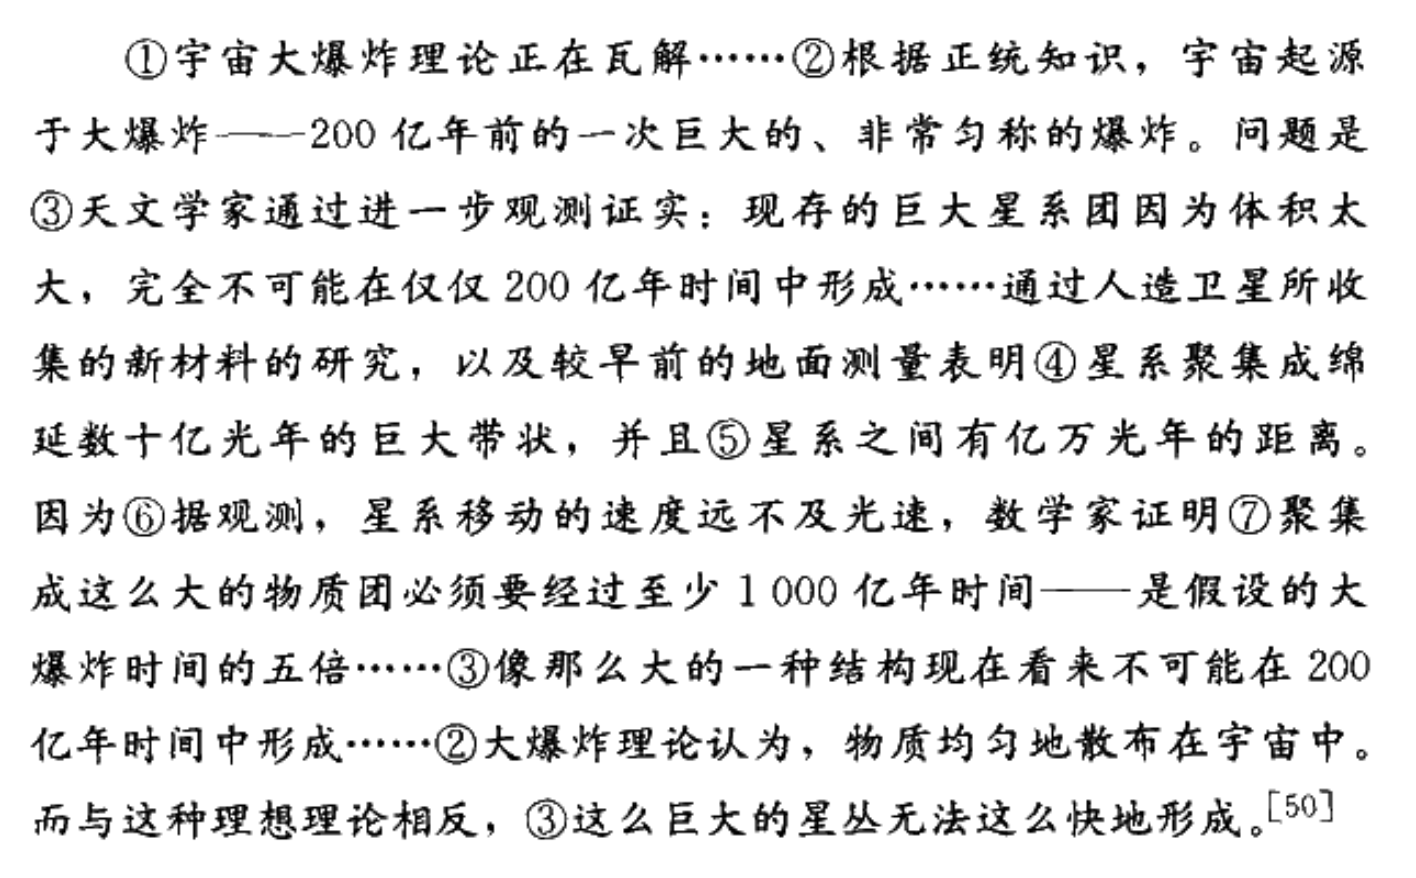 ①宇宙大爆炸理论正在瓦解……②根据正统知识，宇宙起源
于大爆炸——200 亿年前的一次巨大的、非常匀称的爆炸。问题是
③天文学家通过进一步观测证实：现存的巨大星系团因为体积太
大，完全不可能在仅仅 200 亿年时间中形成……通过人造卫星所收
集的新材料的研究，以及较早前的地面测量表明④星系聚集成绵
延数十亿光年的巨大带状，并且⑤星系之间有亿万光年的距离。
因为⑥据观测，星系移动的速度远不及光速，数学家证明⑦聚集
成这么大的物质团必须要经过至少 1 000 亿年时间——是假设的大
爆炸时间的五倍……③像那么大的一种结构现在看来不可能在 200
亿年时间中形成……②大爆炸理论认为，物质均匀地散布在宇宙中。
而与这种理想理论相反，③这么巨大的星丛无法这么快地形成。[50]